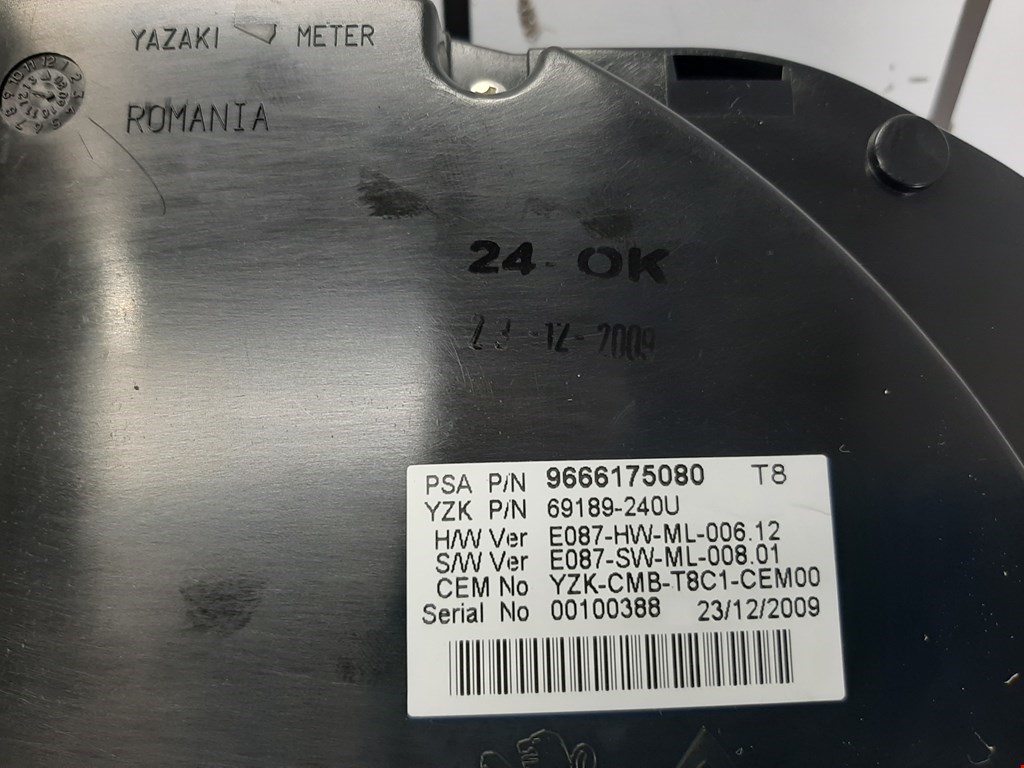 YAZAKI METER
ROMANIA
24 OK
23-12-2009
PSA P/N 9666175080 T8
YZK P/N 69189-240U
H/W Ver E087-HW-ML-006.12
S/W Ver E087-SW-ML-008.01
CEM No YZK-CMB-T8C1-CEM00
Serial No 00100388 23/12/2009